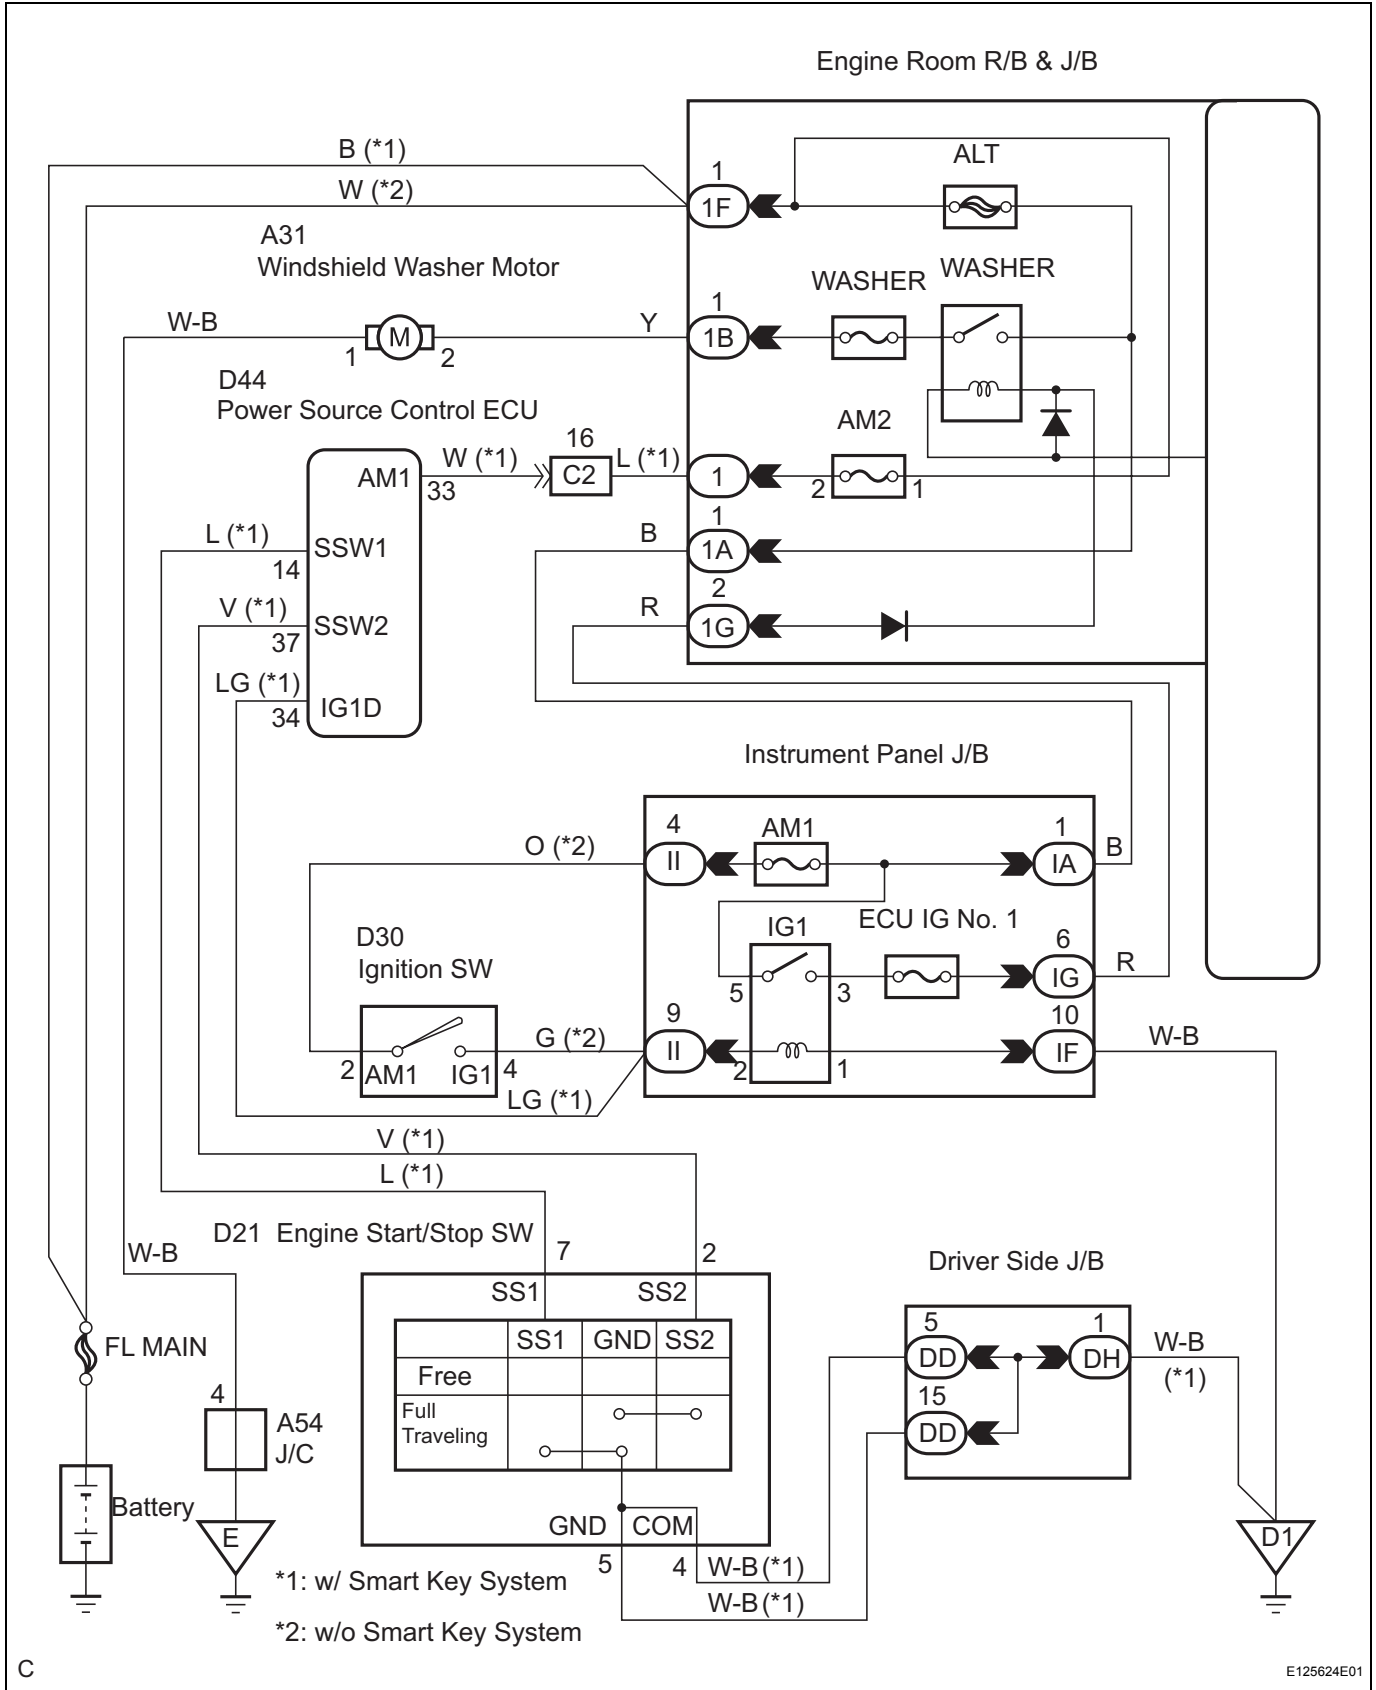 Engine Room R/B & J/B
B (*1)
W (*2)
1
1F
ALT
A31
Windshield Washer Motor
WASHER
WASHER
W-B
1
M
2
Y
1
1B
D44
Power Source Control ECU
AM2
AM1
33
W (*1)
16
C2
L (*1)
1
2
1
L (*1)
SSW1
14
B
1
1A
V (*1)
SSW2
37
R
2
1G
LG (*1)
IG1D
34
Instrument Panel J/B
O (*2)
4
II
AM1
1
IA
B
D30
Ignition SW
IG1
ECU IG No. 1
5
3
6
IG
R
2
AM1
IG1
4
G (*2)
LG (*1)
9
II
2
1
10
IF
W-B
V (*1)
L (*1)
D21 Engine Start/Stop SW
7
2
W-B
SS1
SS2
Driver Side J/B
FL MAIN
SS1
GND
SS2
Free
Full
Traveling
5
DD
1
DH
W-B
(*1)
15
DD
4
A54
J/C
Battery
E
GND
COM
5
4
W-B (*1)
W-B (*1)
D1
*1: w/ Smart Key System
*2: w/o Smart Key System
C
E125624E01